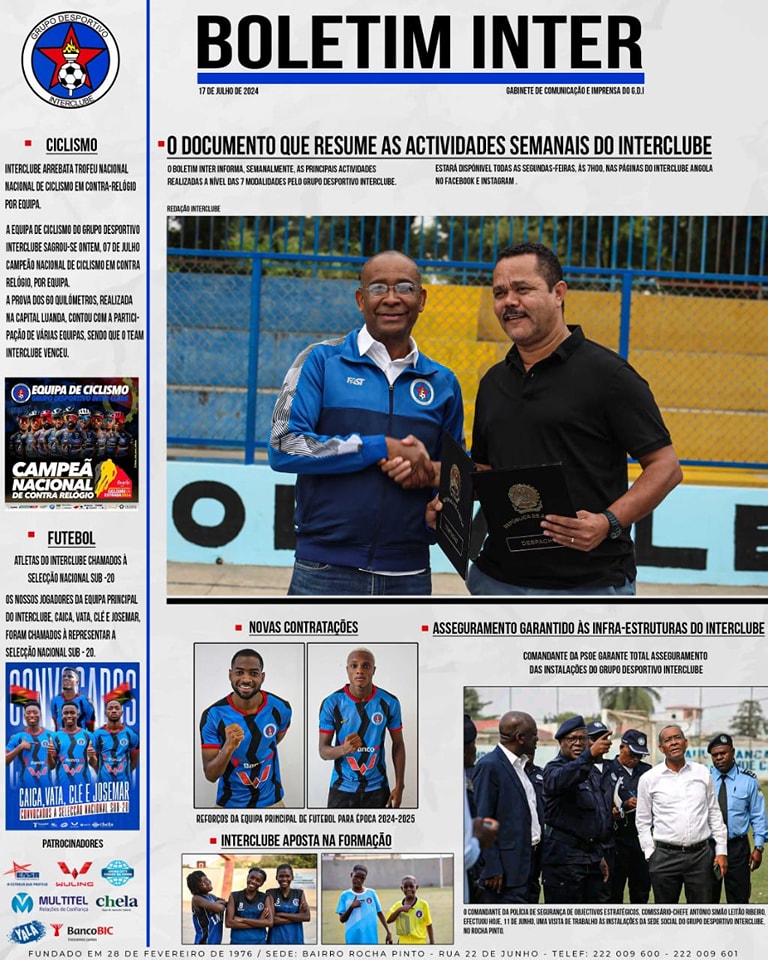 GRUPO DESPORTIVO
INTERCLUBE
BOLETIM INTER
17 DE JULHO DE 2024
GABINETE DE COMUNICAÇÃO E IMPRENSA DO G.D.I
CICLISMO
INTERCLUBE ARREBATA TROFEU NACIONAL
NACIONAL DE CICLISMO EM CONTRA-RELÓGIO
POR EQUIPA.
A EQUIPA DE CICLISMO DO GRUPO DESPORTIVO
INTERCLUBE SAGROU-SE ONTEM, 07 DE JULHO
CAMPEÃO NACIONAL DE CICLISMO EM CONTRA
RELÓGIO, POR EQUIPA.
A PROVA DOS 60 QUILÓMETROS, REALIZADA
NA CAPITAL LUANDA, CONTOU COM A PARTICI-
PAÇÃO DE VÁRIAS EQUIPAS, SENDO QUE O TEAM
INTERCLUBE VENCEU.
EQUIPA DE CICLISMO
GRUPO DESPORTIVO INTERCLUBE
CAMPEÃ
NACIONAL
DE CONTRA RELÓGIO
FUTEBOL
ATLETAS DO INTERCLUBE CHAMADOS À
SELECÇÃO NACIONAL SUB -20
OS NOSSOS JOGADORES DA EQUIPA PRINCIPAL
DO INTERCLUBE, CAICA, VATA, CLÉ E JOSEMAR,
FORAM CHAMADOS À REPRESENTAR A
SELECÇÃO NACIONAL SUB - 20.
CONVOCADOS
CAICA,VATA, CLÉ E JOSEMAR
CONVOCADOS A SELECÇÃO NACIONAL SUB 20
PATROCINADORES
ENSA
WULING
MULTITEL
Relações de Confiança
chela
YALA
BancoBIC
O DOCUMENTO QUE RESUME AS ACTIVIDADES SEMANAIS DO INTERCLUBE
O BOLETIM INTER INFORMA, SEMANALMENTE, AS PRINCIPAIS ACTIVIDADES
REALIZADAS A NÍVEL DAS 7 MODALIDADES PELO GRUPO DESPORTIVO INTERCLUBE.
ESTARÁ DISPÓNIVEL TODAS AS SEGUNDAS-FEIRAS, ÀS 7H00, NAS PÁGINAS DO INTERCLUBE ANGOLA
NO FACEBOOK E INSTAGRAM .
REDAÇÃO INTERCLUBE
DESPACHO
NOVAS CONTRATAÇÕES
REFORÇOS DA EQUIPA PRINCIPAL DE FUTEBOL PARA ÉPOCA 2024-2025
INTERCLUBE APOSTA NA FORMAÇÃO
ASSEGURAMENTO GARANTIDO ÀS INFRA-ESTRUTURAS DO INTERCLUBE
COMANDANTE DA PSOE GARANTE TOTAL ASSEGURAMENTO
DAS INSTALAÇÕES DO GRUPO DESPORTIVO INTERCLUBE
O COMANDANTE DA POLÍCIA DE SEGURANÇA DE OBJECTIVOS ESTRATÉGICOS, COMISSÁRIO-CHEFE ANTÓNIO SIMÃO LEITÃO RIBEIRO,
EFECTUOU HOJE, 11 DE JUNHO, UMA VISITA DE TRABALHO ÀS INSTALAÇÕES DA SEDE SOCIAL DO GRUPO DESPORTIVO INTERCLUBE,
NO ROCHA PINTO.
FUNDADO EM 28 DE FEVEREIRO DE 1976 / SEDE: BAIRRO ROCHA PINTO - RUA 22 DE JUNHO - TELEF: 222 009 600 - 222 009 601